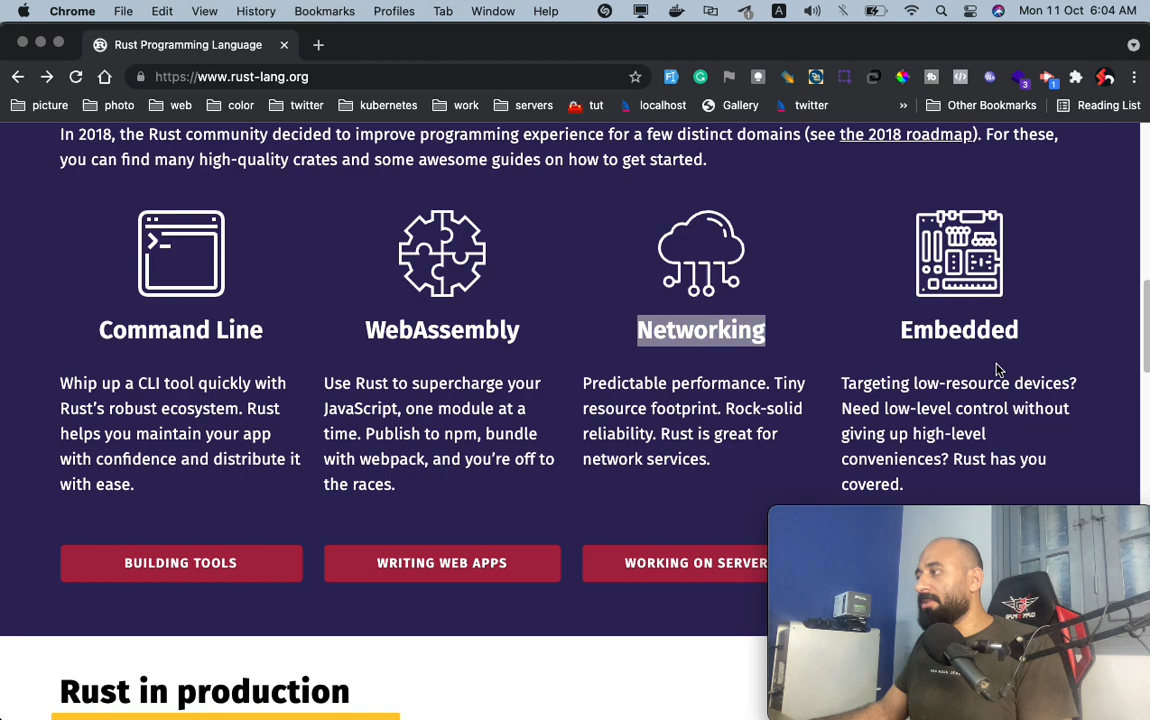 Chrome File Edit View History Bookmarks Profiles Tab Window Help A Mon 11 Oct 6:04 AM
Rust Programming Language
https://www.rust-lang.org
picture photo web color twitter kubernetes work servers tut localhost Gallery twitter » Other Bookmarks Reading List
In 2018, the Rust community decided to improve programming experience for a few distinct domains (see the 2018 roadmap). For these,
you can find many high-quality crates and some awesome guides on how to get started.
Command Line
Whip up a CLI tool quickly with
Rust's robust ecosystem. Rust
helps you maintain your app
with confidence and distribute it
with ease.
BUILDING TOOLS
WebAssembly
Use Rust to supercharge your
JavaScript, one module at a
time. Publish to npm, bundle
with webpack, and you're off to
the races.
WRITING WEB APPS
Networking
Predictable performance. Tiny
resource footprint. Rock-solid
reliability. Rust is great for
network services.
WORKING ON SERVER
Embedded
Targeting low-resource devices?
Need low-level control without
giving up high-level
conveniences? Rust has you
covered.
Rust in production